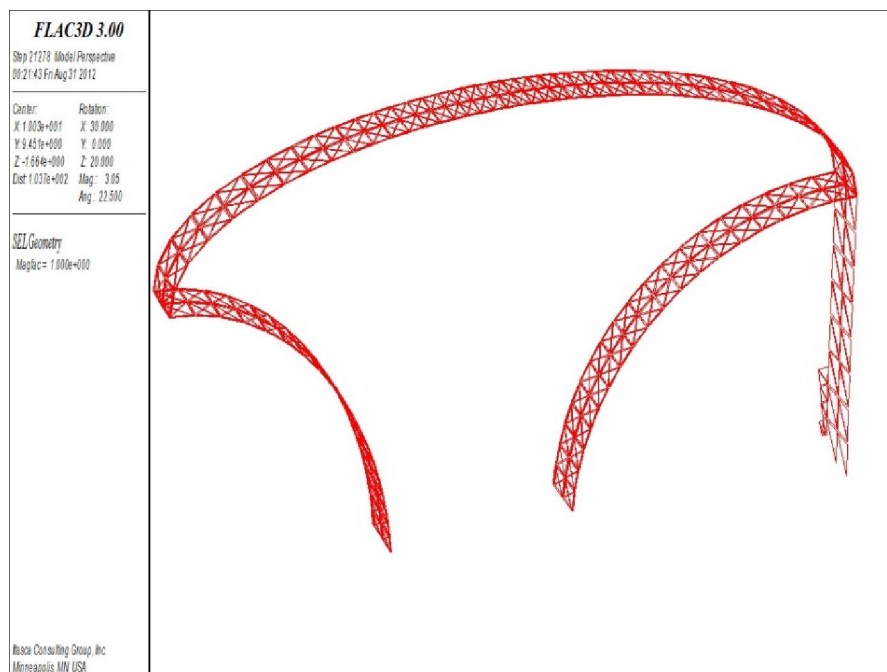 FLAC3D 3.00
Step 21278 Model Perspective
00:21:43 Fri Aug 31 2012
Center: Rotation:
X: 1.003e+001 X: 30.000
Y: 9.451e+000 Y: 0.000
Z: -1.664e+000 Z: 20.000
Dist: 1.037e+002 Mag.: 3.05
Ang.: 22.500
SEL Geometry
Magfac = 1.000e+000
Itasca Consulting Group, Inc.
Minneapolis, MN USA